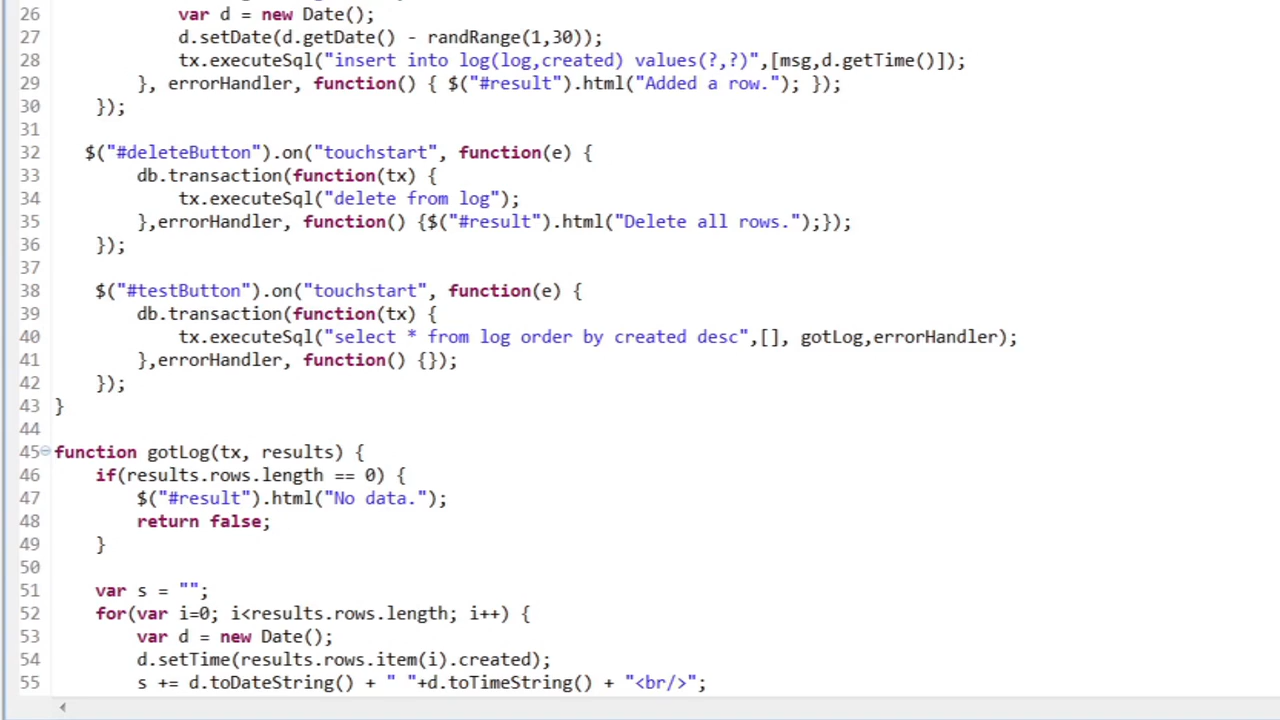 26 var d = new Date();
27 d.setDate(d.getDate() - randRange(1,30));
28 tx.executeSql("insert into log(log,created) values(?,?)",[msg,d.getTime()]);
29 }, errorHandler, function() { $("#result").html("Added a row."); });
30 });
31
32 $("#deleteButton").on("touchstart", function(e) {
33 db.transaction(function(tx) {
34 tx.executeSql("delete from log");
35 },errorHandler, function() {$("#result").html("Delete all rows.");});
36 });
37
38 $("#testButton").on("touchstart", function(e) {
39 db.transaction(function(tx) {
40 tx.executeSql("select * from log order by created desc",[], gotLog,errorHandler);
41 },errorHandler, function() {});
42 });
43 }
44
45 function gotLog(tx, results) {
46 if(results.rows.length == 0) {
47 $("#result").html("No data.");
48 return false;
49 }
50
51 var s = "";
52 for(var i=0; i<results.rows.length; i++) {
53 var d = new Date();
54 d.setTime(results.rows.item(i).created);
55 s += d.toDateString() + " "+d.toTimeString() + "<br/>";